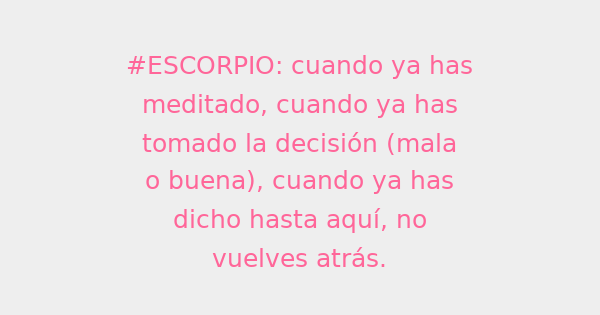 #ESCORPIO: cuando ya has
meditado, cuando ya has
tomado la decisión (mala
o buena), cuando ya has
dicho hasta aquí, no
vuelves atrás.